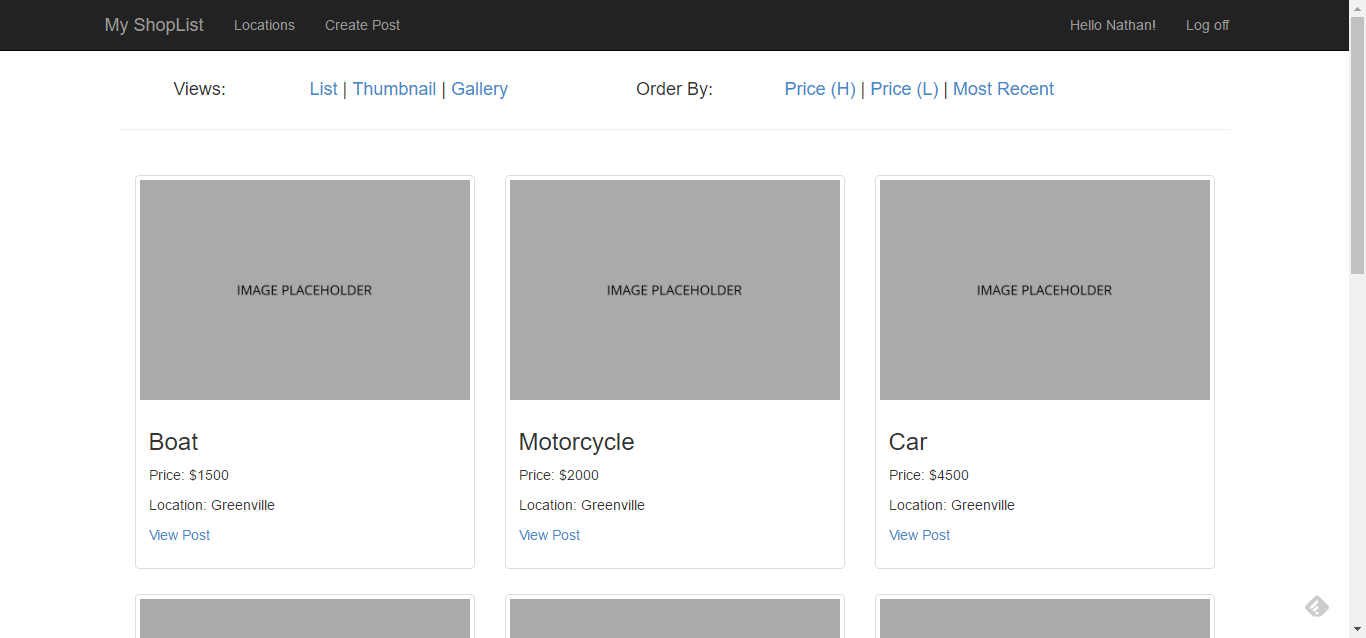 My ShopList Locations Create Post Hello Nathan! Log off
Views: List | Thumbnail | Gallery Order By: Price (H) | Price (L) | Most Recent
IMAGE PLACEHOLDER IMAGE PLACEHOLDER IMAGE PLACEHOLDER
Boat Motorcycle Car
Price: $1500 Price: $2000 Price: $4500
Location: Greenville Location: Greenville Location: Greenville
View Post View Post View Post